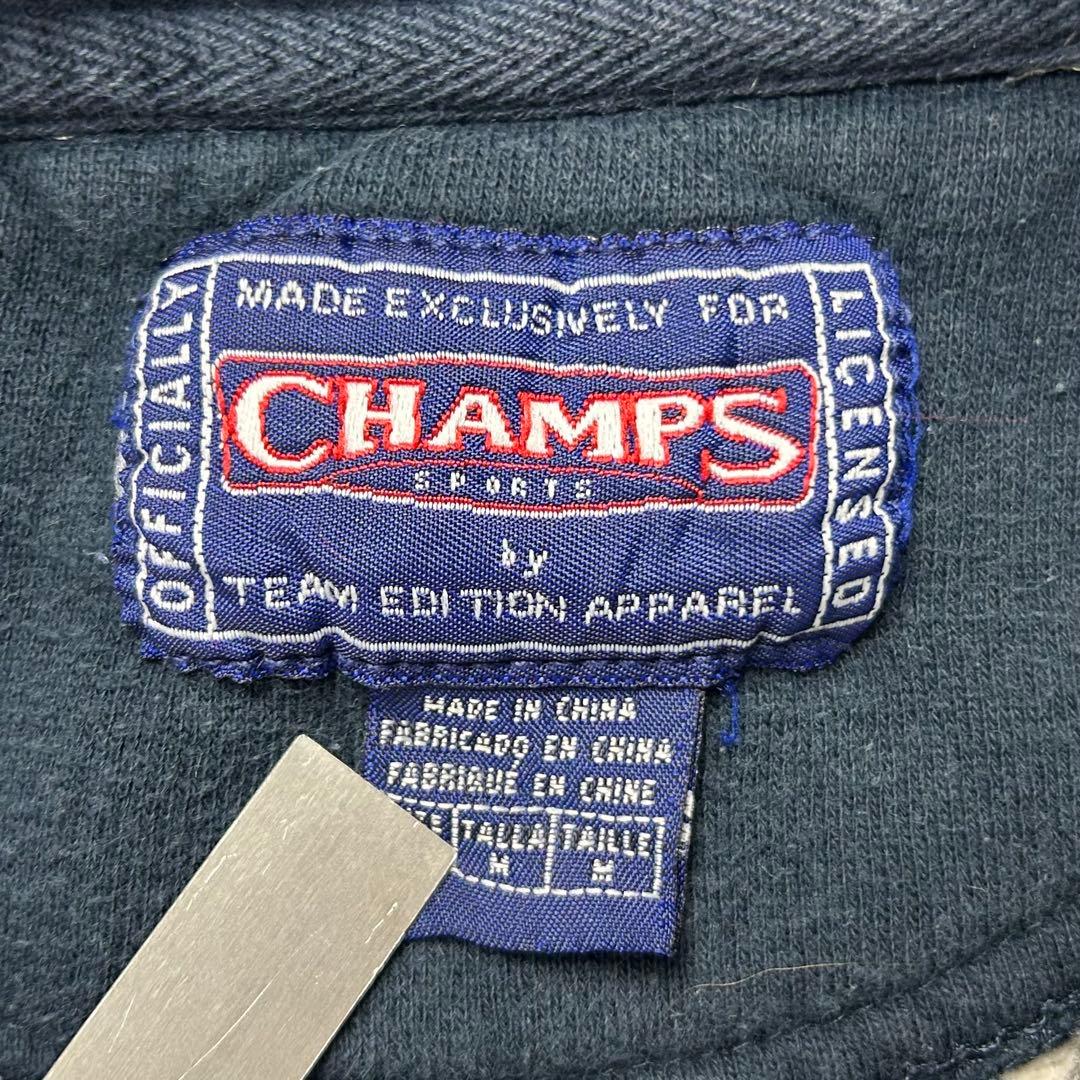 MADE EXCLUSIVELY FOR
OFFICIALLY
CHAMPS
SPORTS
LICENSED
by
TEAM EDITION APPAREL
MADE IN CHINA
FABRICADO EN CHINA
FABRIQUE EN CHINE
TALLA TAILLE
M M